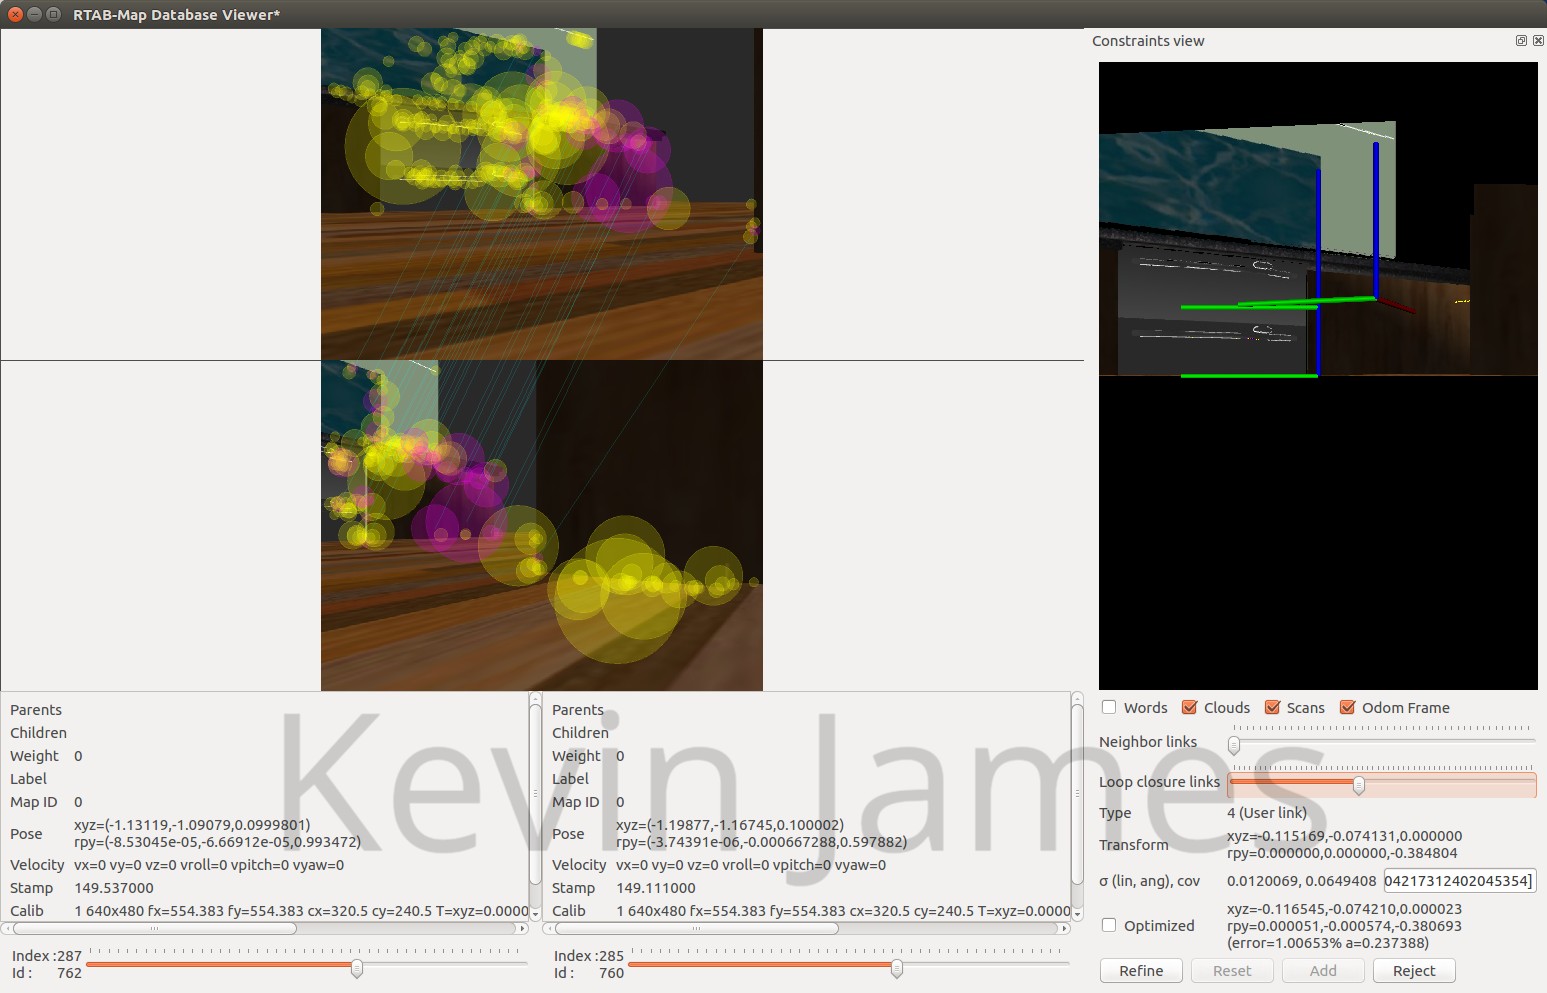 RTAB-Map Database Viewer*
Constraints view
Parents
Children
Weight 0
Label
Map ID 0
Pose xyz=(-1.13119,-1.09079,0.0999801)
rpy=(-8.53045e-05,-6.66912e-05,0.993472)
Velocity vx=0 vy=0 vz=0 vroll=0 vpitch=0 vyaw=0
Stamp 149.537000
Calib 1 640x480 fx=554.383 fy=554.383 cx=320.5 cy=240.5 T=xyz=0.0000
Index :287
Id : 762
Parents
Children
Weight 0
Label
Map ID 0
Pose xyz=(-1.19877,-1.16745,0.100002)
rpy=(-3.74391e-06,-0.000667288,0.597882)
Velocity vx=0 vy=0 vz=0 vroll=0 vpitch=0 vyaw=0
Stamp 149.111000
Calib 1 640x480 fx=554.383 fy=554.383 cx=320.5 cy=240.5 T=xyz=0.0000
Index :285
Id : 760
Kevin James
Words Clouds Scans Odom Frame
Neighbor links
Loop closure links
Type 4 (User link)
Transform xyz=-0.115169,-0.074131,0.000000
rpy=0.000000,0.000000,-0.384804
σ (lin, ang), cov 0.0120069, 0.0649408 04217312402045354]
Optimized xyz=-0.116545,-0.074210,0.000023
rpy=0.000051,-0.000574,-0.380693
(error=1.00653% a=0.237388)
Refine Reset Add Reject